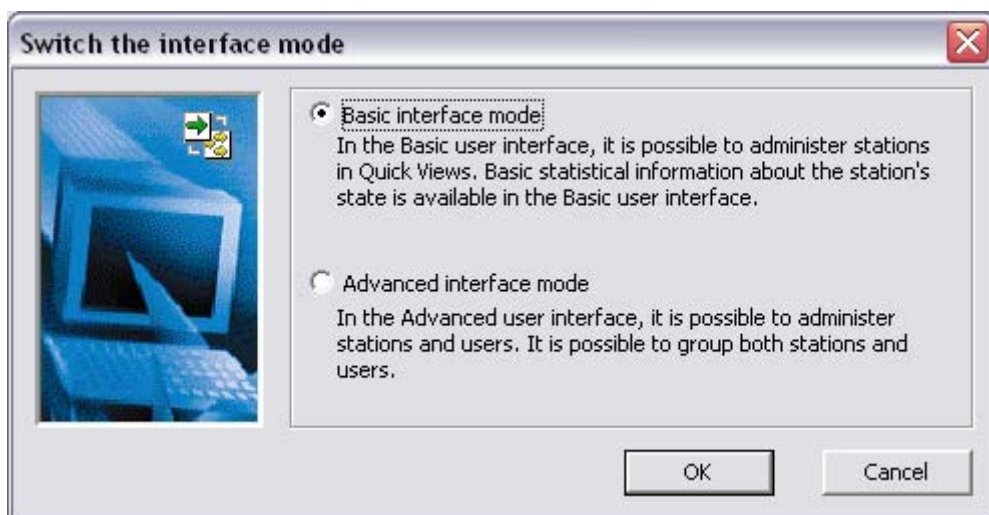 Switch the interface mode
Basic interface mode
In the Basic user interface, it is possible to administer stations
in Quick Views. Basic statistical information about the station's
state is available in the Basic user interface.
Advanced interface mode
In the Advanced user interface, it is possible to administer
stations and users. It is possible to group both stations and
users.
OK
Cancel